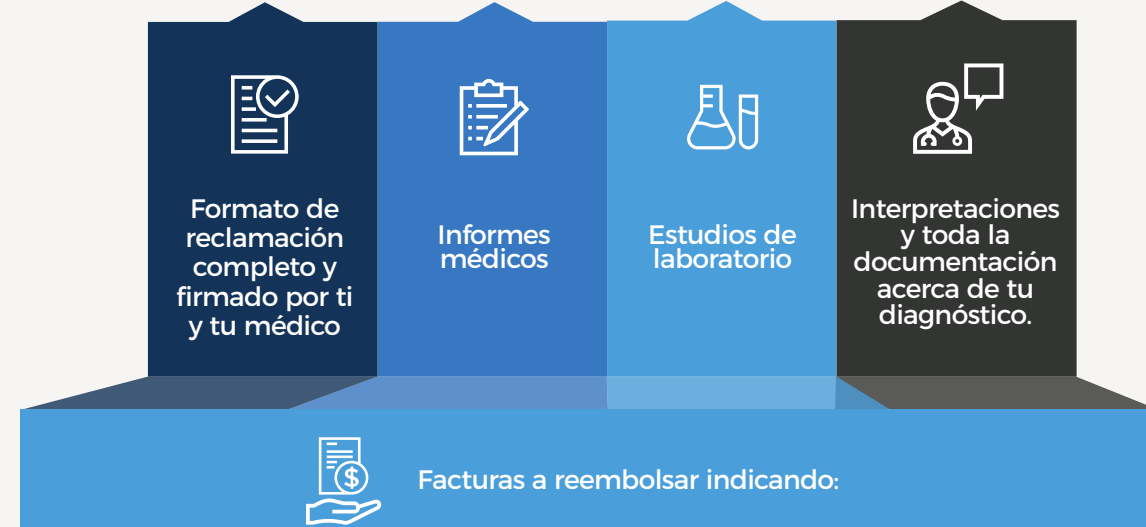 Formato de
reclamación
completo y
firmado por ti
y tu médico
Informes
médicos
Estudios de
laboratorio
Interpretaciones
y toda la
documentación
acerca de tu
diagnóstico.
$
Facturas a reembolsar indicando: